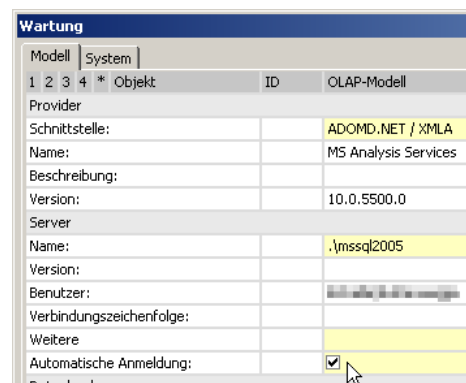 Wartung
Modell System
1 2 3 4 * Objekt ID OLAP-Modell
Provider
Schnittstelle: ADOMD.NET / XMLA
Name: MS Analysis Services
Beschreibung:
Version: 10.0.5500.0
Server
Name: .\mssql2005
Version:
Benutzer:
Verbindungszeichenfolge:
Weitere
Automatische Anmeldung: